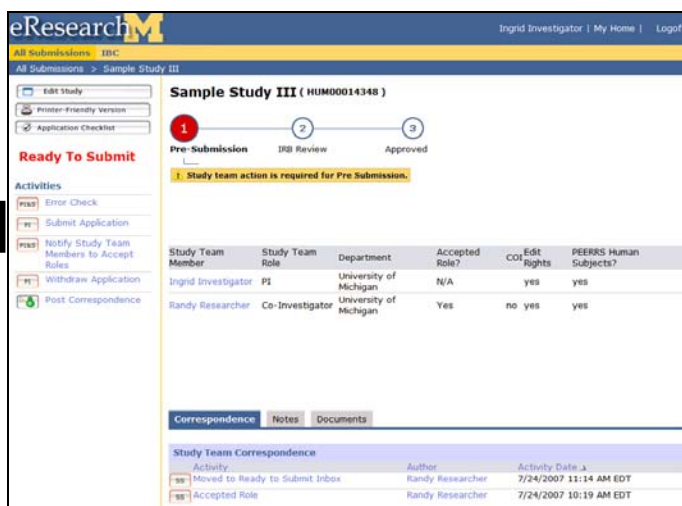 eResearch M
Ingrid Investigator | My Home | Logof
All Submissions IBC
All Submissions > Sample Study III
Edit Study
Printer-Friendly Version
Application Checklist
Ready To Submit
Activities
Error Check
Submit Application
Notify Study Team
Members to Accept
Roles
Withdraw Application
Post Correspondence
Sample Study III ( HUM00014348 )
1 2 3
Pre-Submission IRB Review Approved
! Study team action is required for Pre Submission.
Study Team Member Study Team Role Department Accepted Role? COI Edit Rights PEERRS Human Subjects?
Ingrid Investigator PI University of Michigan N/A yes yes
Randy Researcher Co-Investigator University of Michigan Yes no yes yes
Correspondence Notes Documents
Study Team Correspondence
Activity Author Activity Date
SS Moved to Ready to Submit Inbox Randy Researcher 7/24/2007 11:14 AM EDT
SS Accepted Role Randy Researcher 7/24/2007 10:19 AM EDT